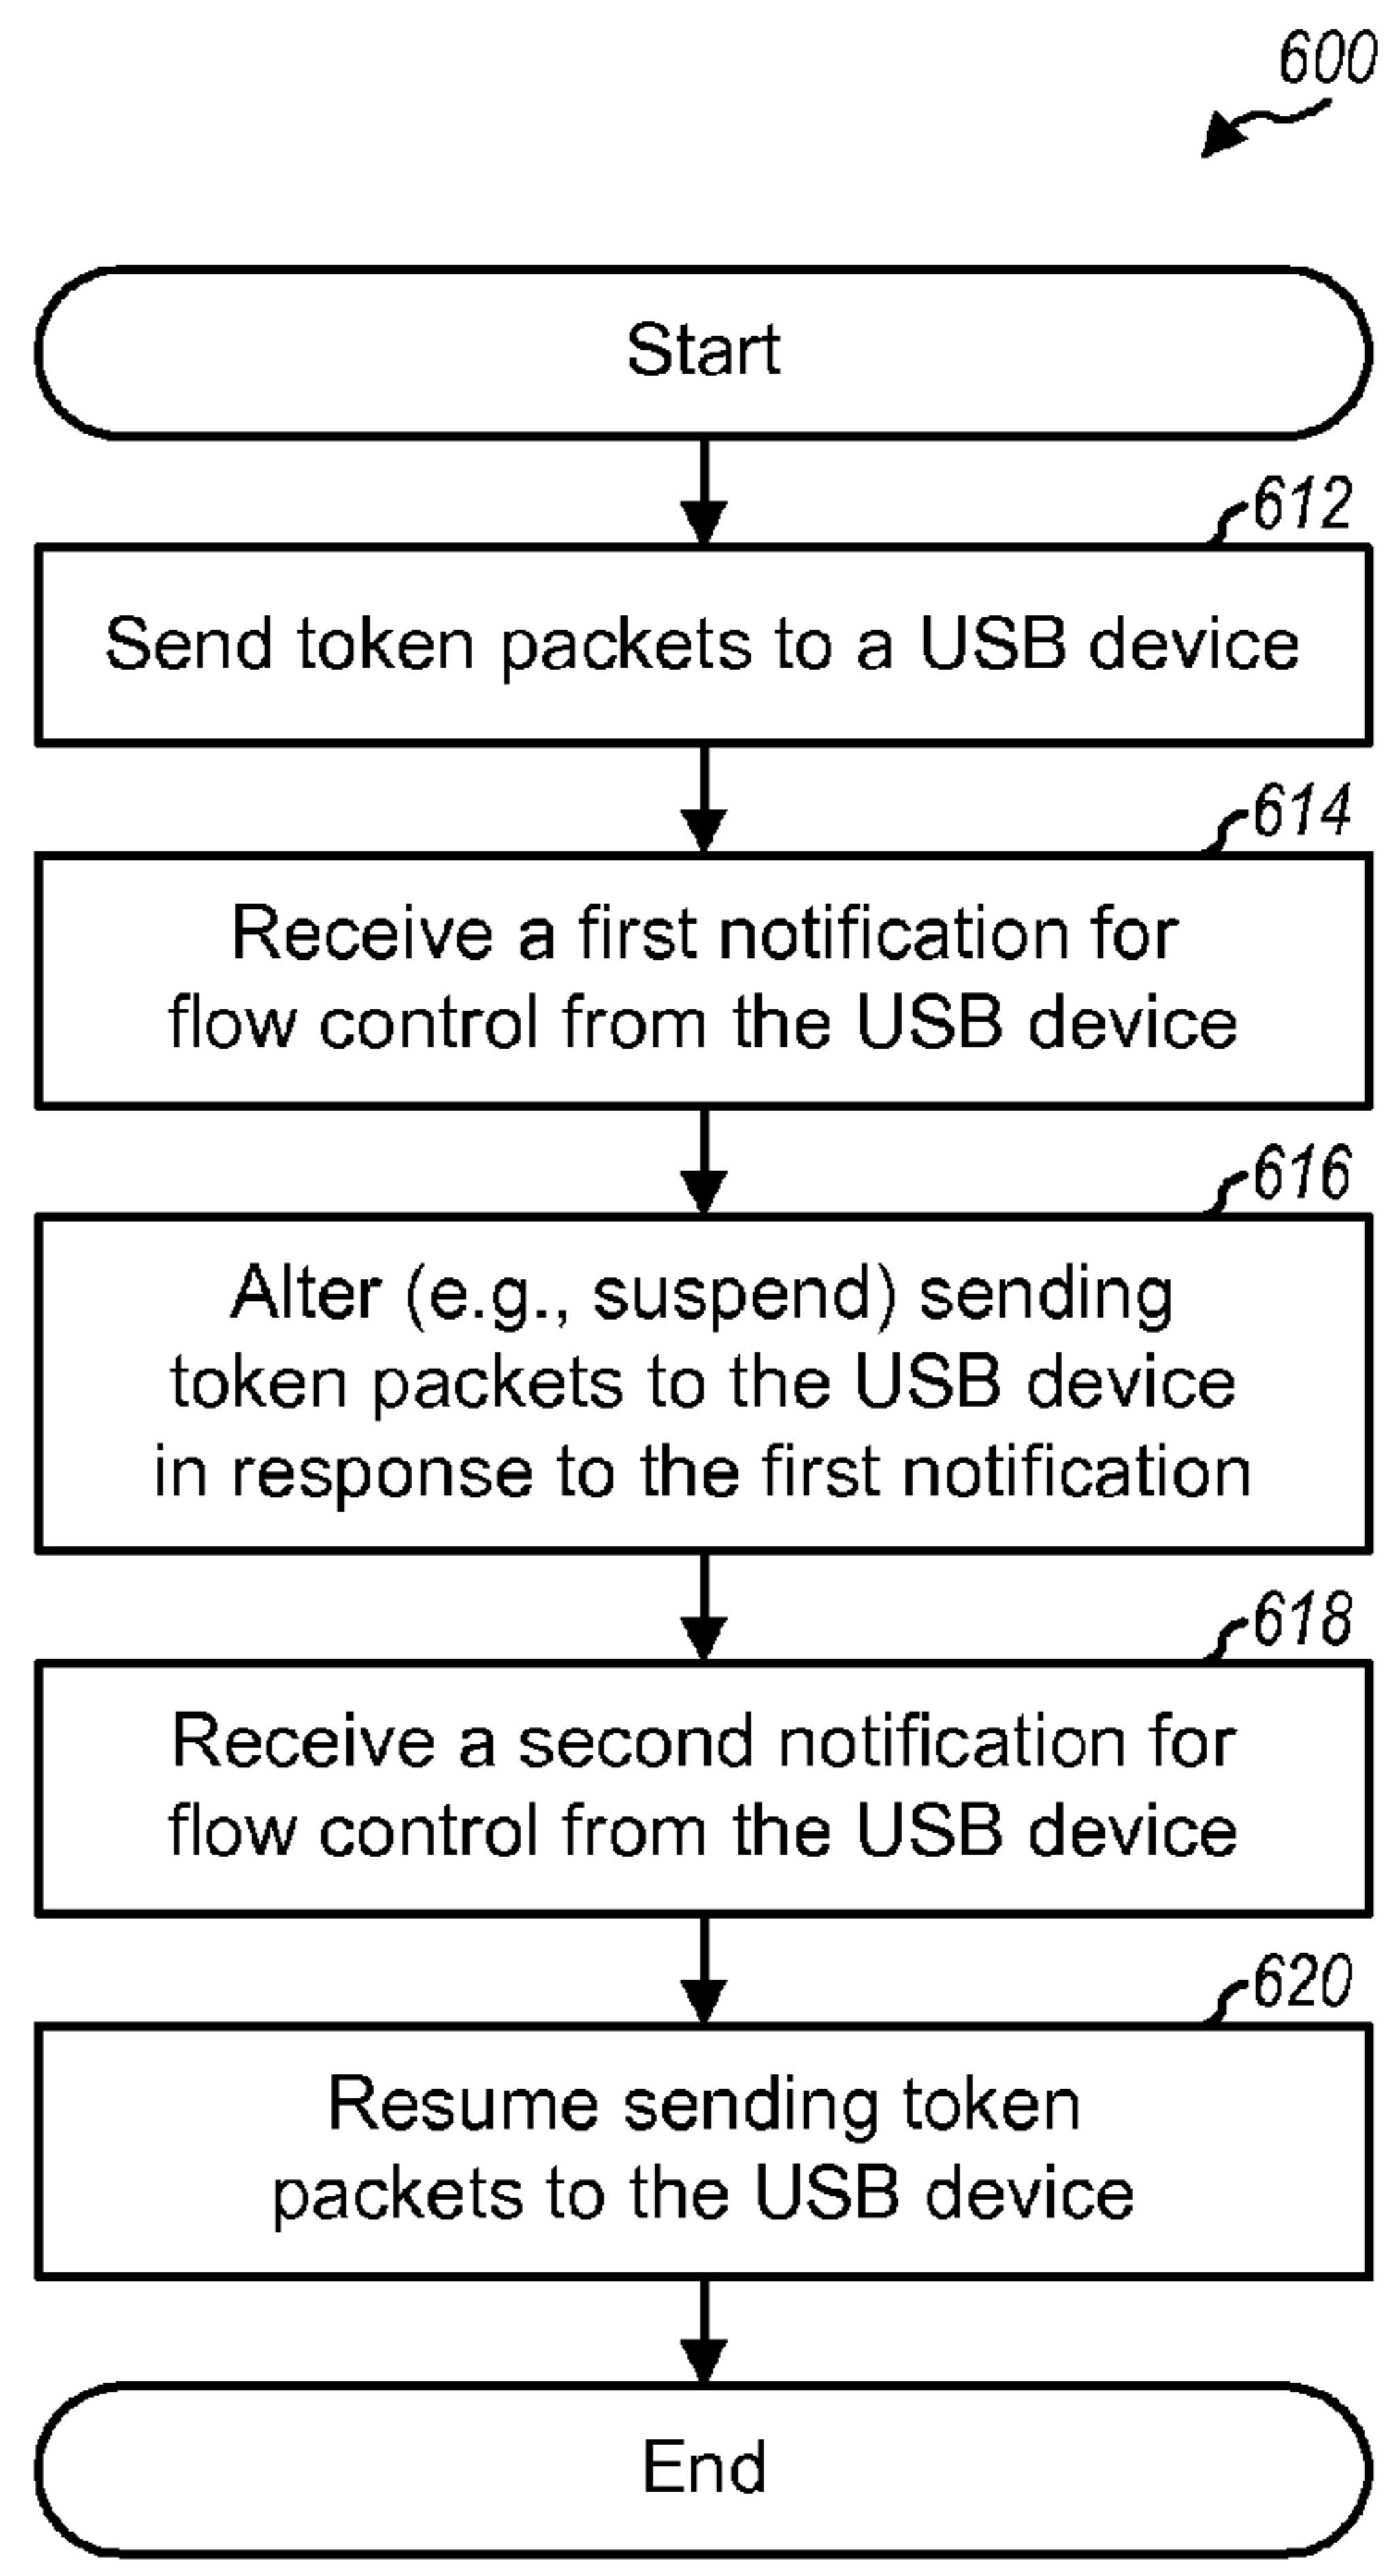 600
Start
612
Send token packets to a USB device
614
Receive a first notification for
flow control from the USB device
616
Alter (e.g., suspend) sending
token packets to the USB device
in response to the first notification
618
Receive a second notification for
flow control from the USB device
620
Resume sending token
packets to the USB device
End